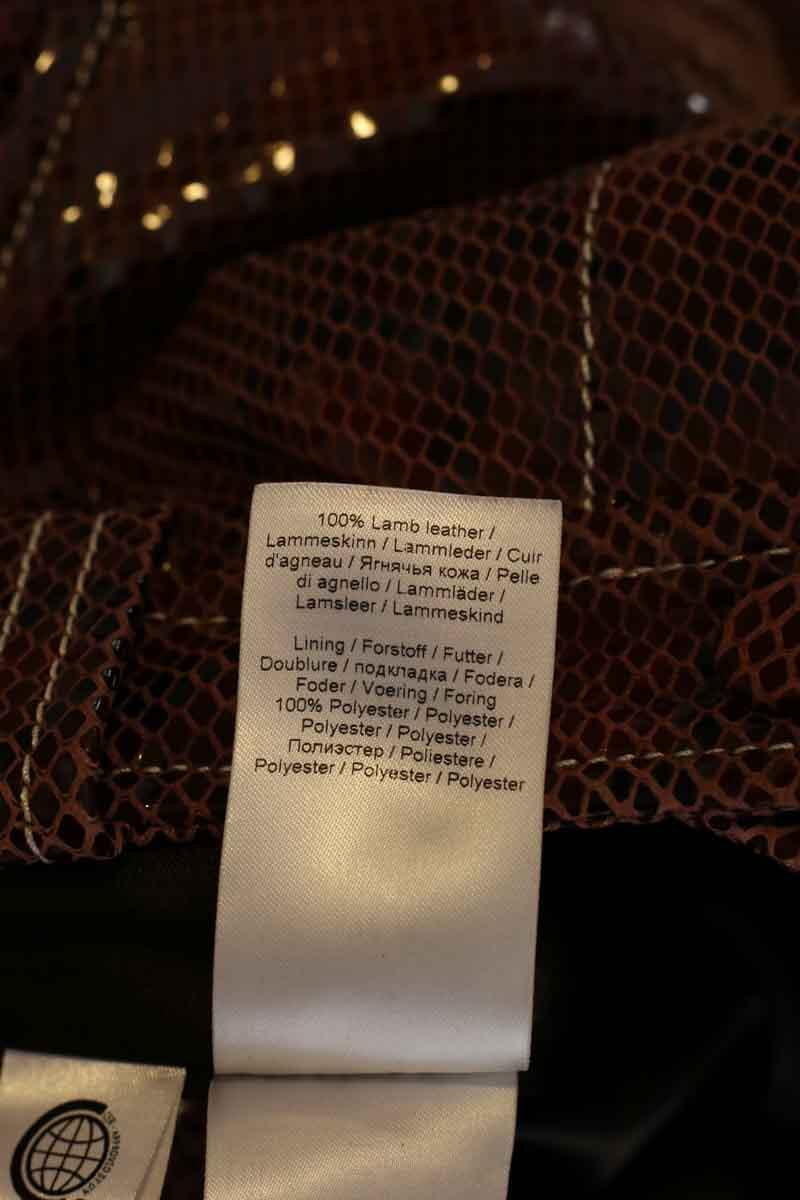 100% Lamb leather /
Lammeskinn / Lammleder / Cuir
d'agneau / Ягнячья кожа / Pelle
di agnello / Lammläder /
Lamsleer / Lammeskind
Lining / Forstoff / Futter /
Doublure / подкладка / Fodera /
Foder / Voering / Foring
100% Polyester / Polyester /
Polyester / Polyester /
Полиэстер / Poliestere /
Polyester / Polyester / Polyester